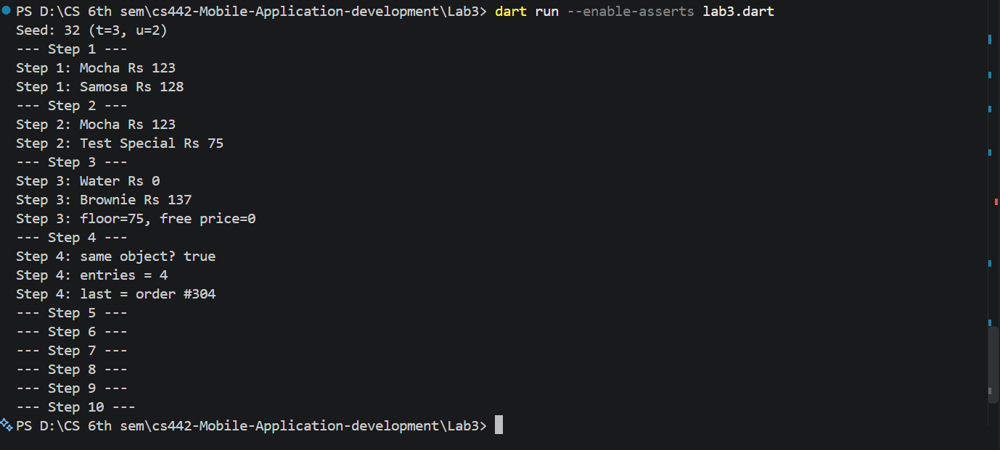 PS D:\CS 6th sem\cs442-Mobile-Application-development\Lab3> dart run --enable-asserts lab3.dart
Seed: 32 (t=3, u=2)
--- Step 1 ---
Step 1: Mocha Rs 123
Step 1: Samosa Rs 128
--- Step 2 ---
Step 2: Mocha Rs 123
Step 2: Test Special Rs 75
--- Step 3 ---
Step 3: Water Rs 0
Step 3: Brownie Rs 137
Step 3: floor=75, free price=0
--- Step 4 ---
Step 4: same object? true
Step 4: entries = 4
Step 4: last = order #304
--- Step 5 ---
--- Step 6 ---
--- Step 7 ---
--- Step 8 ---
--- Step 9 ---
--- Step 10 ---
PS D:\CS 6th sem\cs442-Mobile-Application-development\Lab3>